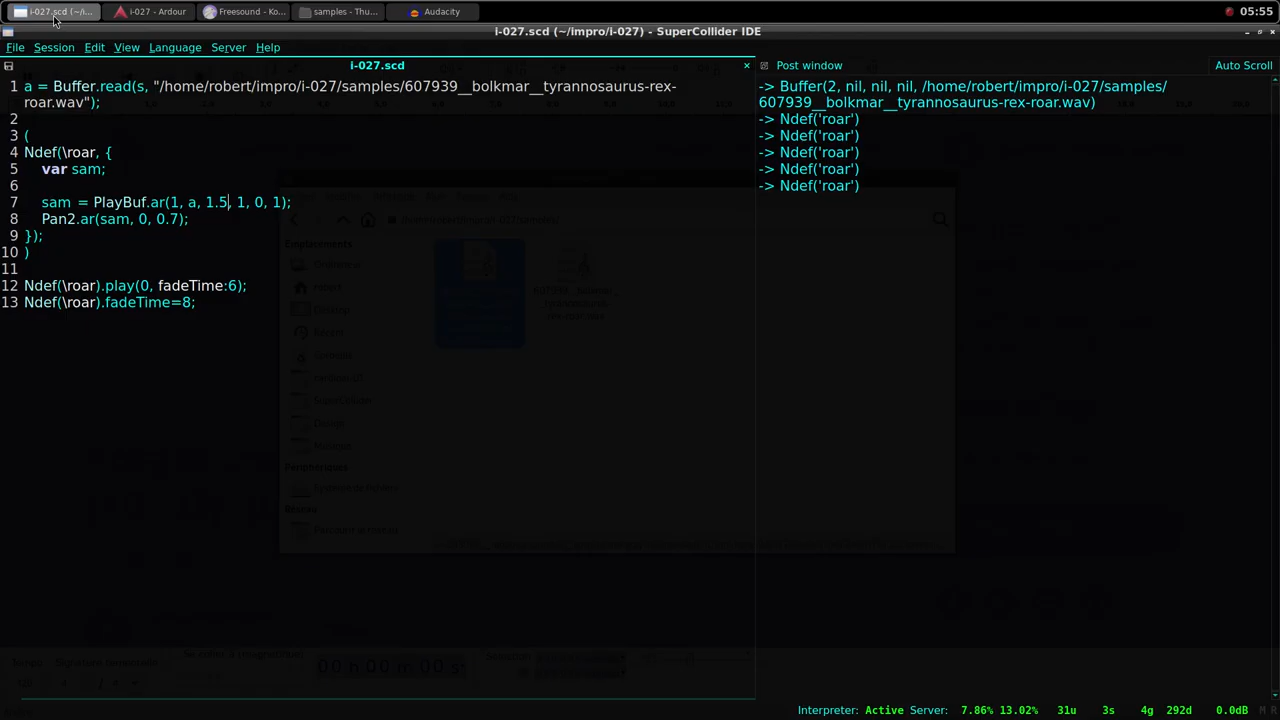 i-027.scd (~/i...
i-027 - Ardour
Freesound - Ko...
samples - Thu...
Audacity
05:55
i-027.scd (~/impro/i-027) - SuperCollider IDE
File Session Edit View Language Server Help
i-027.scd
Post window
Auto Scroll
1 a = Buffer.read(s, "/home/robert/impro/i-027/samples/607939__bolkmar__tyrannosaurus-rex-
roar.wav");
2
3 (
4 Ndef(\roar, {
5 var sam;
6
7 sam = PlayBuf.ar(1, a, 1.5, 1, 0, 1);
8 Pan2.ar(sam, 0, 0.7);
9 });
10 )
11
12 Ndef(\roar).play(0, fadeTime:6);
13 Ndef(\roar).fadeTime=8;
-> Buffer(2, nil, nil, nil, /home/robert/impro/i-027/samples/
607939__bolkmar__tyrannosaurus-rex-roar.wav)
-> Ndef('roar')
-> Ndef('roar')
-> Ndef('roar')
-> Ndef('roar')
-> Ndef('roar')
Emplacements
robert
Desktop
Récent
Périphériques
Réseau
Interpreter: Active Server: 7.86% 13.02% 31u 3s 4g 292d 0.0dB M R